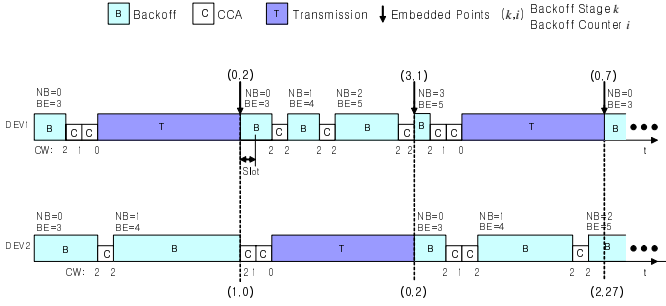 B Backoff C CCA T Transmission Embedded Points (k,i) Backoff Stage k
Backoff Counter i
(0,2) (3,1) (0,7)
NB=0 NB=0 NB=1 NB=2 NB=3 NB=0
BE=3 BE=3 BE=4 BE=5 BE=5 BE=3
DEV1 B C C T B C B C B C B C C T B
CW: 2 1 0 2 2 2 2 2 2 1 0 t
Slot
NB=0 NB=1 NB=0 NB=1 NB=2
BE=3 BE=4 BE=3 BE=4 BE=5
DEV2 B C B C C T B C C B C B
CW: 2 2 2 1 0 2 1 2 2 2 t
(1,0) (0,2) (2,27)